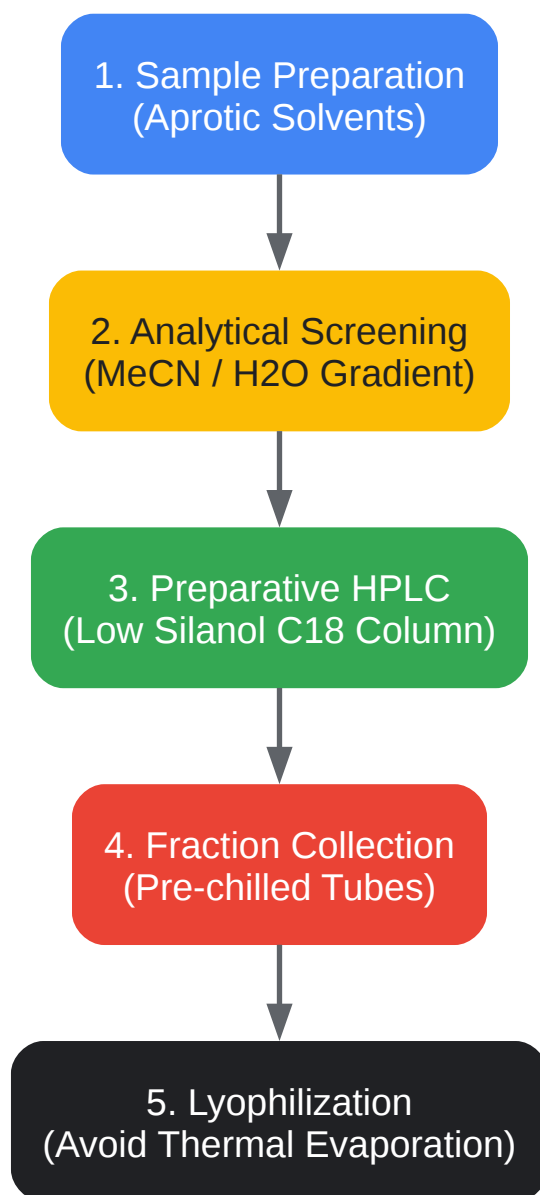 1. Sample Preparation
(Aprotic Solvents)
2. Analytical Screening
(MeCN / H2O Gradient)
3. Preparative HPLC
(Low Silanol C18 Column)
4. Fraction Collection
(Pre-chilled Tubes)
5. Lyophilization
(Avoid Thermal Evaporation)